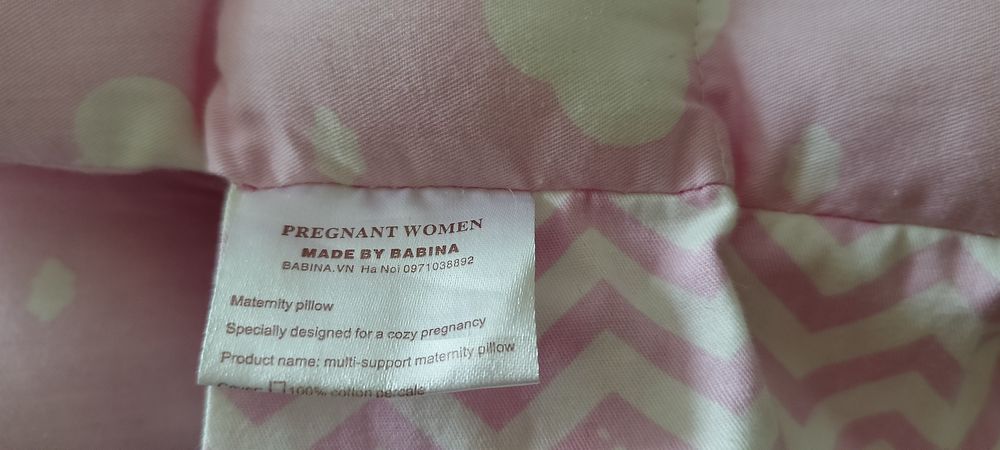 PREGNANT WOMEN
MADE BY BABINA
BABINA.VN Ha Noi 0971038892
Maternity pillow
Specially designed for a cozy pregnancy
Product name: multi-support maternity pillow
Cover: 100% cotton percale